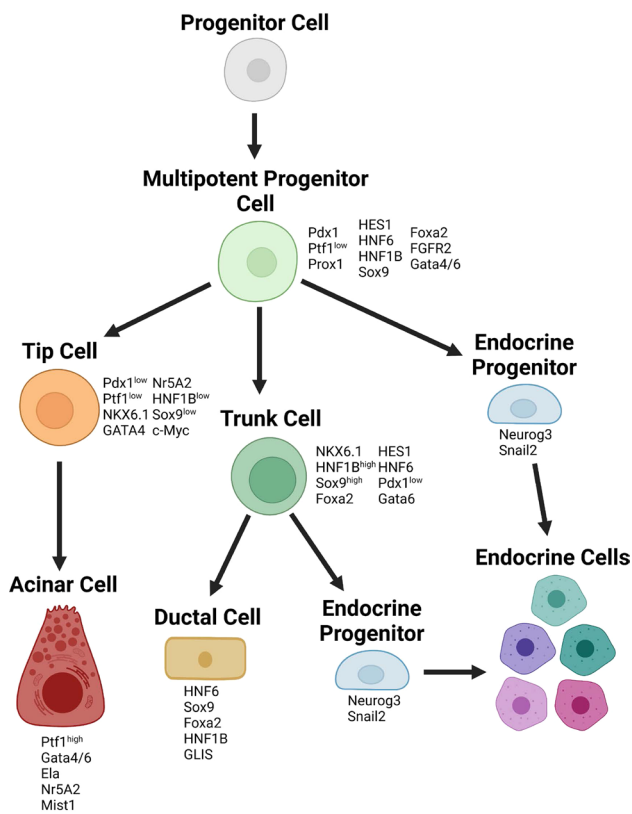 Progenitor Cell
Multipotent Progenitor
Cell
Pdx1
Ptf1low
Prox1
HES1
HNF6
HNF1B
Sox9
Foxa2
FGFR2
Gata4/6
Tip Cell
Pdx1low Nr5A2
Ptf1low HNF1Blow
NKX6.1 Sox9low
GATA4 c-Myc
Endocrine
Progenitor
Neurog3
Snail2
Trunk Cell
NKX6.1 HES1
HNF1Bhigh HNF6
Sox9high Pdx1low
Foxa2 Gata6
Endocrine Cells
Acinar Cell
Ptf1high
Gata4/6
Ela
Nr5A2
Mist1
Ductal Cell
HNF6
Sox9
Foxa2
HNF1B
GLIS
Endocrine
Progenitor
Neurog3
Snail2